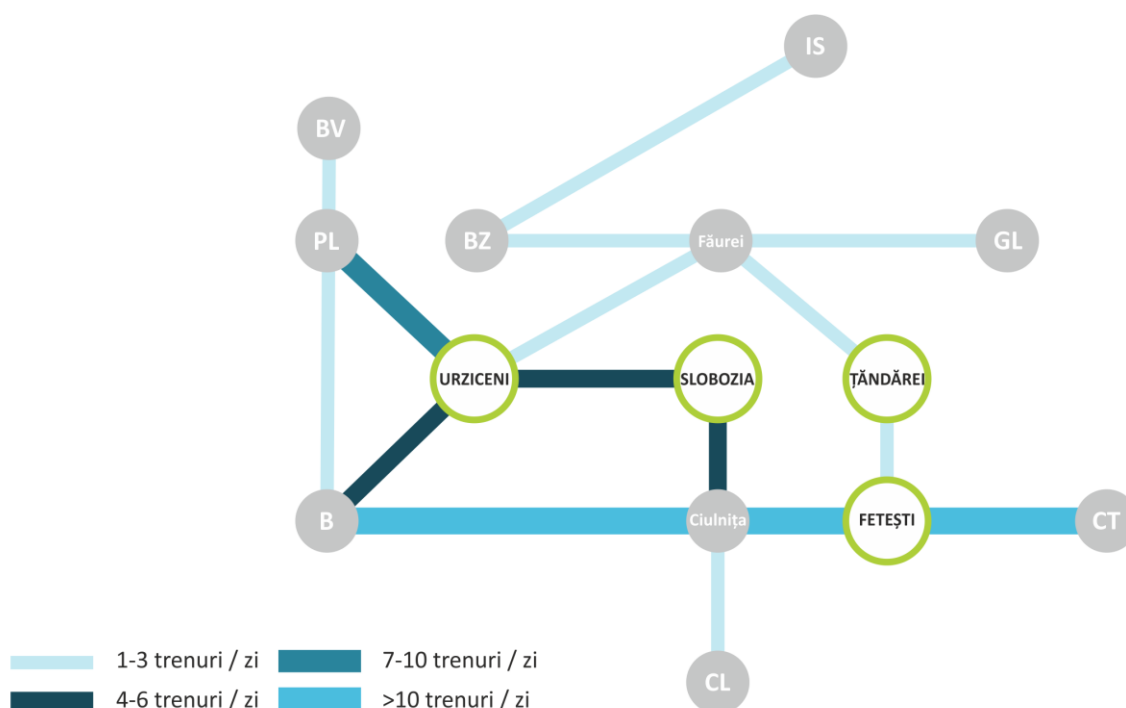 IS
BV
PL
BZ
Făurei
GL
URZICENI
SLOBOZIA
ȚĂNDĂREI
B
Ciulnița
FETEȘTI
CT
1-3 trenuri / zi
7-10 trenuri / zi
CL
4-6 trenuri / zi
>10 trenuri / zi